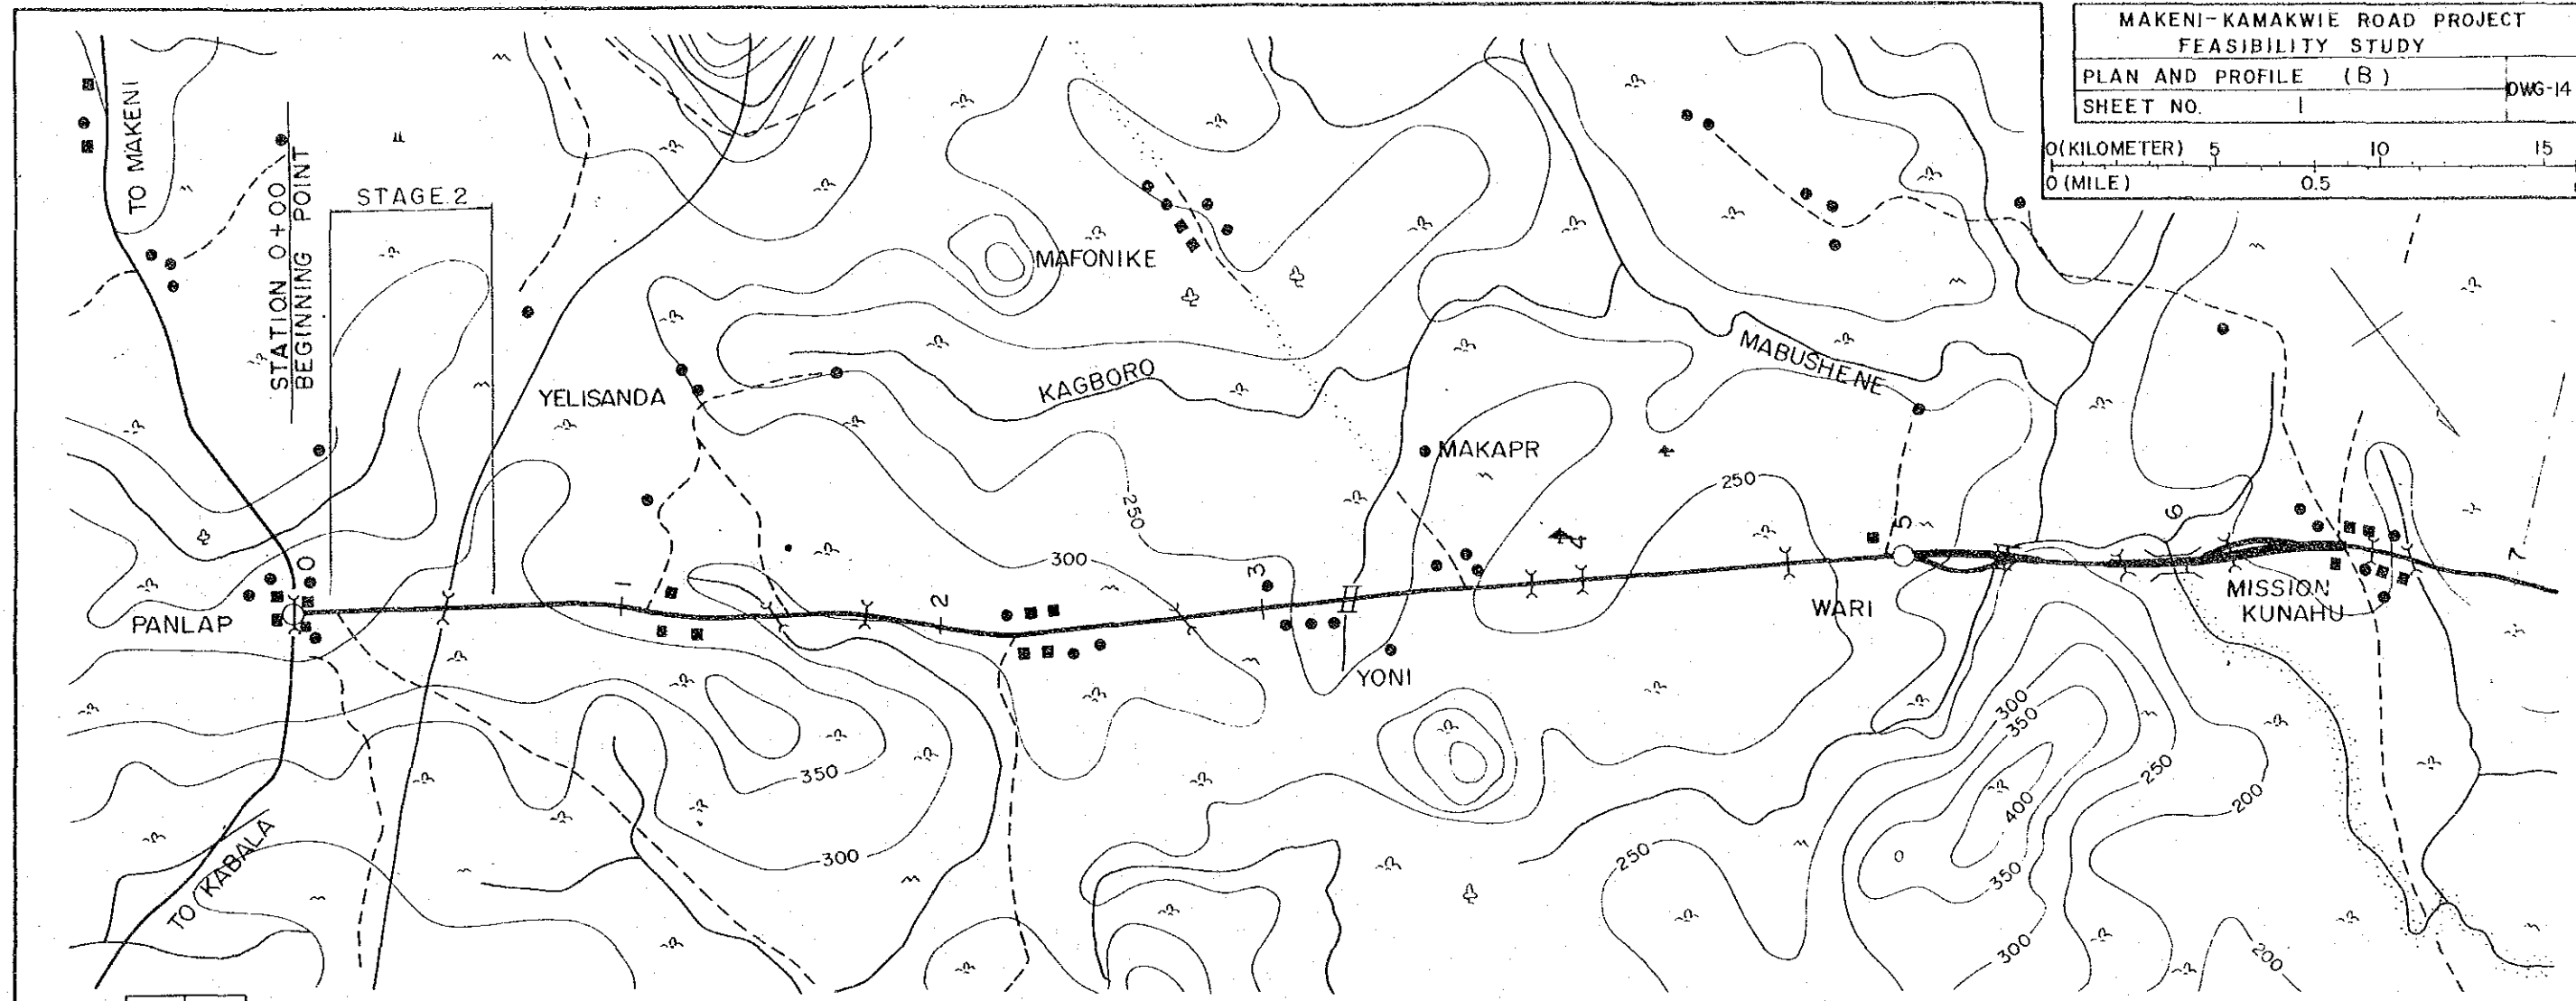 MAKENI-KAMAKWIE ROAD PROJECT
FEASIBILITY STUDY
PLAN AND PROFILE (B)
DWG-14
SHEET NO. 1
0(KILOMETER) 5 10 15
0 (MILE) 0.5
TO MAKENI
STATION 0+00
BEGINNING POINT
STAGE 2
MAFONIKE
YELISANDA
KAGBORO
MABUSHENE
MAKAPR
250
250
300
0
1
2
3
4
5
6
7
PANLAP
WARI
MISSION
KUNAHU
YONI
350
300
300
350
400
250
200
250
350
300
200
TO KABALA